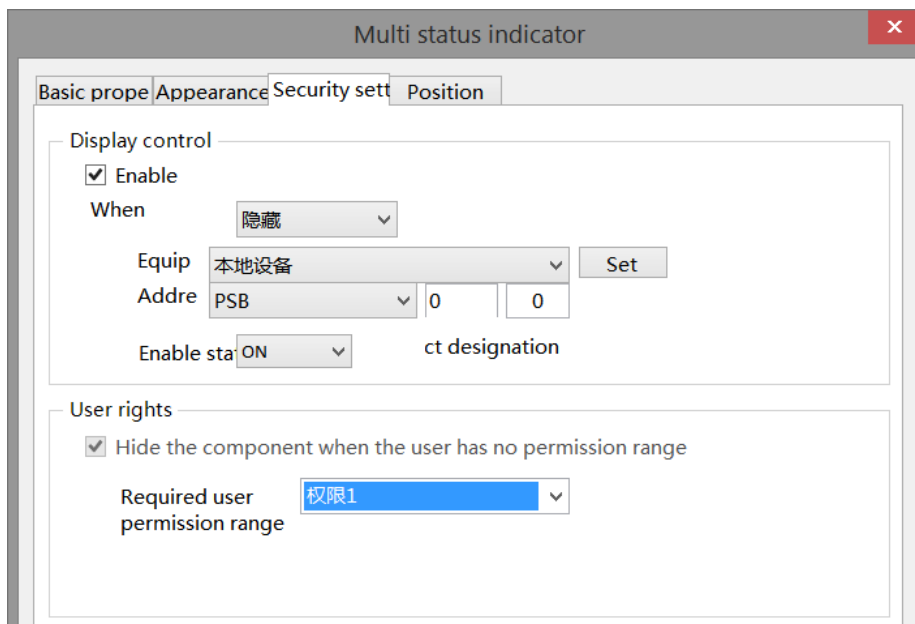 Multi status indicator
Basic prope Appearance Security sett Position
Display control
Enable
When 隐藏
Equip 本地设备 Set
Addre PSB 0 0
Enable sta ON ct designation
User rights
Hide the component when the user has no permission range
Required user 权限1
permission range